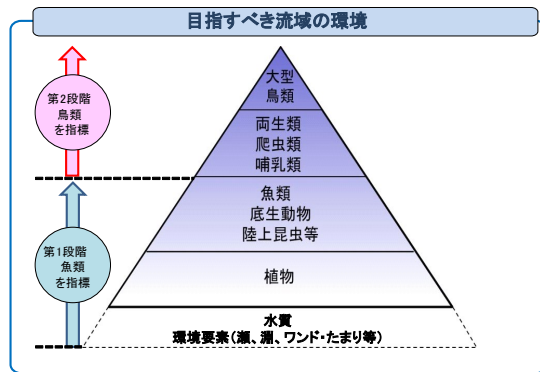 目指すべき流域の環境
第2段階
鳥類
を指標
第1段階
魚類
を指標
大型
鳥類
両生類
爬虫類
哺乳類
魚類
底生動物
陸上昆虫等
植物
水質
環境要素(瀬、淵、ワンド・たまり等)